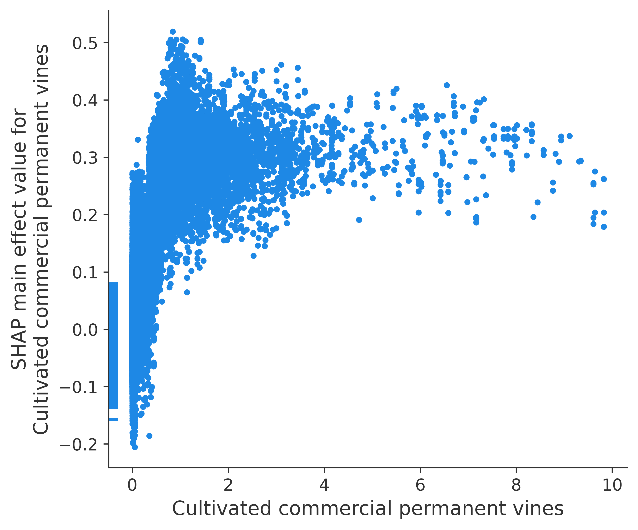 SHAP main effect value for
Cultivated commercial permanent vines
0.5
0.4
0.3
0.2
0.1
0.0
−0.1
−0.2
0 2 4 6 8 10
Cultivated commercial permanent vines